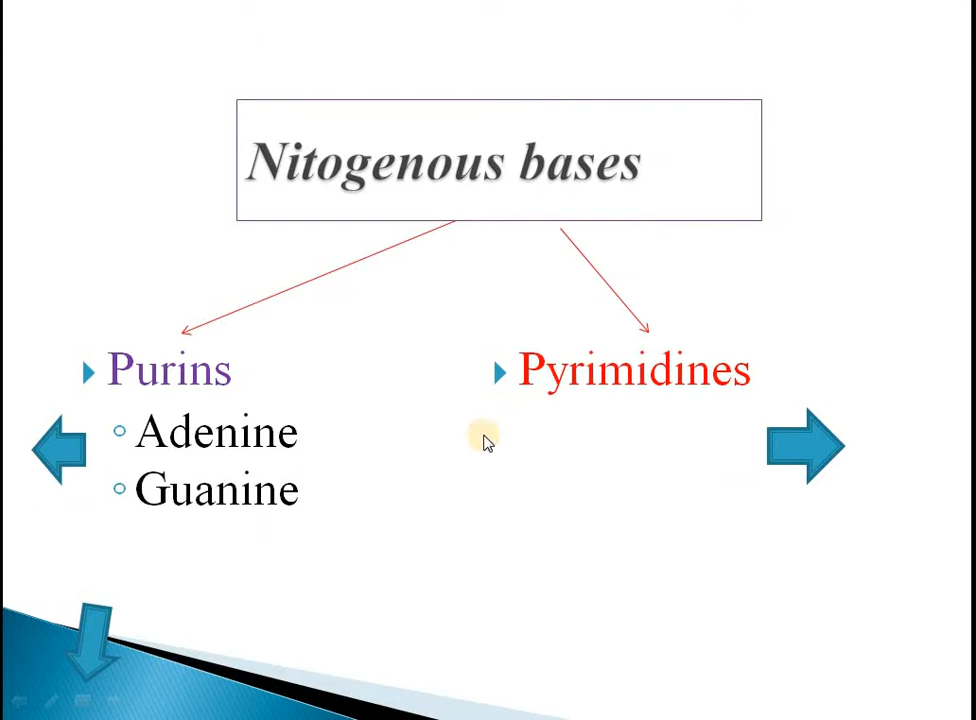 Nitogenous bases
Purins
Adenine
Guanine
Pyrimidines